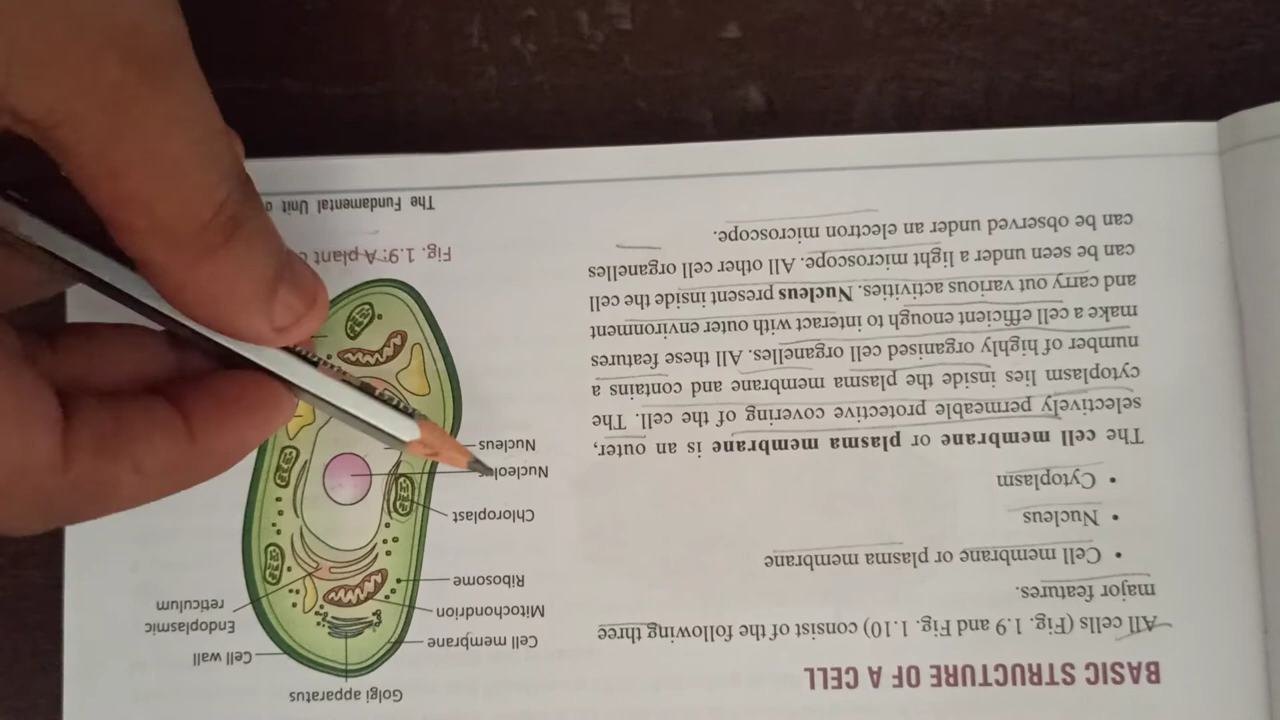 BASIC STRUCTURE OF A CELL
All cells (Fig. 1.9 and Fig. 1.10) consist of the following three
major features.
• Cell membrane or plasma membrane
• Nucleus
• Cytoplasm
The cell membrane or plasma membrane is an outer,
selectively permeable protective covering of the cell. The
cytoplasm lies inside the plasma membrane and contains a
number of highly organised cell organelles. All these features
make a cell efficient enough to interact with outer environment
and carry out various activities. Nucleus present inside the cell
can be seen under a light microscope. All other cell organelles
can be observed under an electron microscope.
Golgi apparatus
Cell membrane
Cell wall
Mitochondrion
Endoplasmic
reticulum
Ribosome
Chloroplast
Nucleolus
Nucleus
Fig. 1.9: A plant
The Fundamental Unit